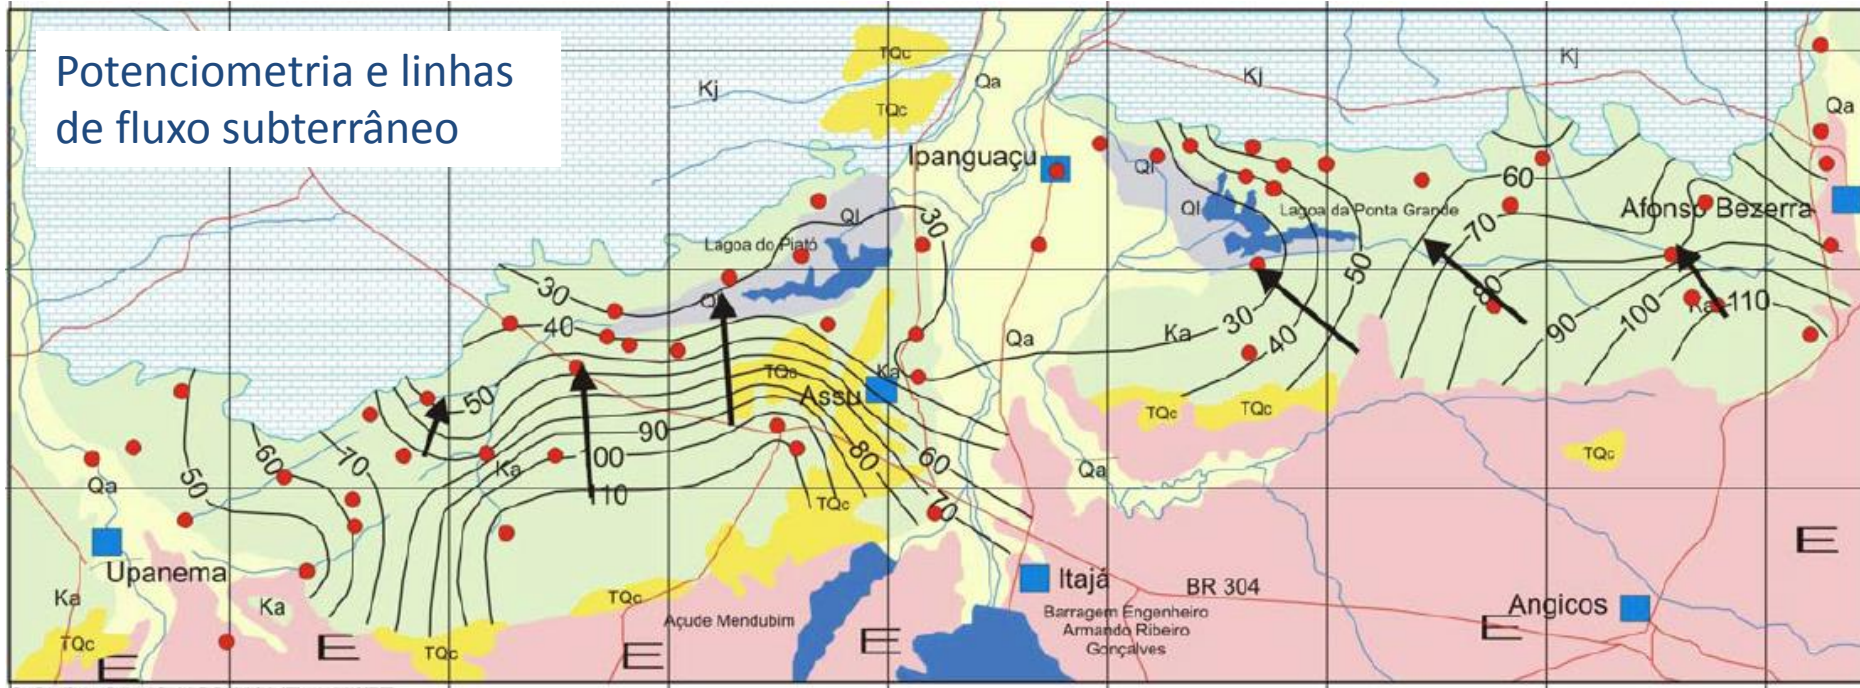 Potenciometria e linhas
de fluxo subterrâneo
TQc
TQc
Kj
Qa
Kj
Kj
Qa
Ipanguaçu
Ql
Ql
Lagoa da Ponta Grande
60
Afonso Bezerra
70
Ql
30
Lagoa do Piató
Ql
50
30
40
80
90
100
Ka
110
Ka
30
40
Qa
TQc
Ka
Assu
50
TQc
TQc
90
60
70
80
60
50
100
Ka
110
TQc
70
Qa
Qa
TQc
E
Upanema
Itajá
BR 304
Angicos
Ka
Ka
TQc
Açude Mendubim
Barragem Engenheiro
Armando Ribeiro
Gonçalves
E
TQc
E
E
TQc
E
E